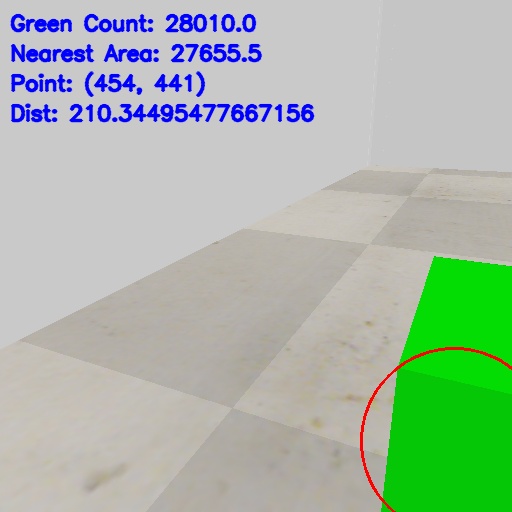 Green Count: 28010.0
Nearest Area: 27655.5
Point: (454, 441)
Dist: 210.34495477667156